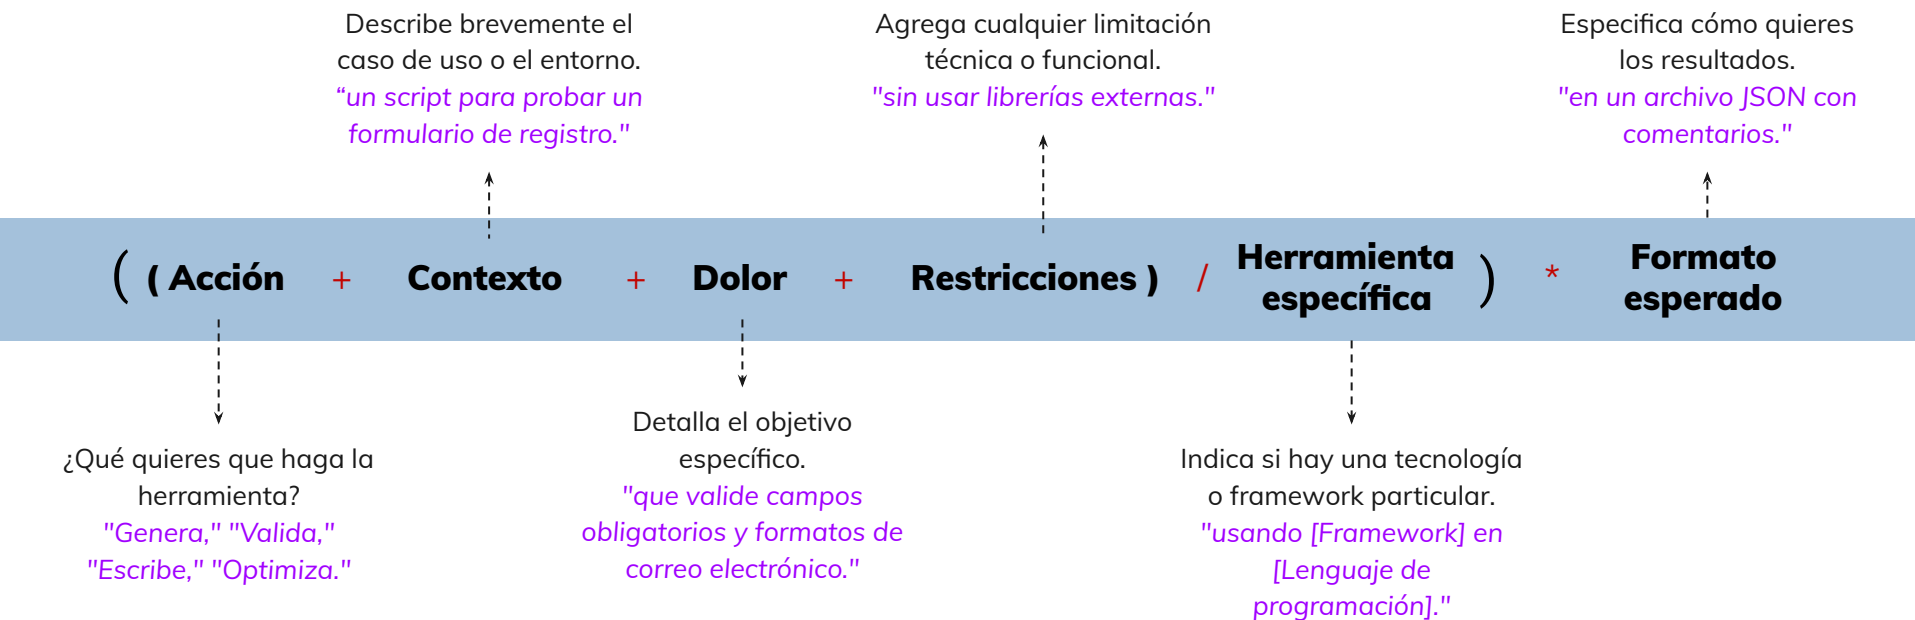 Describe brevemente el
caso de uso o el entorno.
“un script para probar un
formulario de registro."
Agrega cualquier limitación
técnica o funcional.
"sin usar librerías externas."
Especifica cómo quieres
los resultados.
"en un archivo JSON con
comentarios."
( ( Acción + Contexto + Dolor + Restricciones ) / Herramienta específica ) * Formato esperado
¿Qué quieres que haga la
herramienta?
"Genera," "Valida,"
"Escribe," "Optimiza."
Detalla el objetivo
específico.
"que valide campos
obligatorios y formatos de
correo electrónico."
Indica si hay una tecnología
o framework particular.
"usando [Framework] en
[Lenguaje de
programación]."